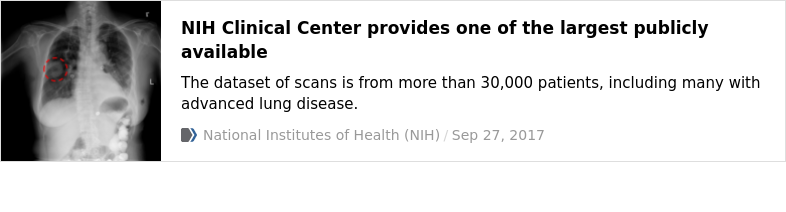 NIH Clinical Center provides one of the largest publicly
available
The dataset of scans is from more than 30,000 patients, including many with
advanced lung disease.
National Institutes of Health (NIH) / Sep 27, 2017